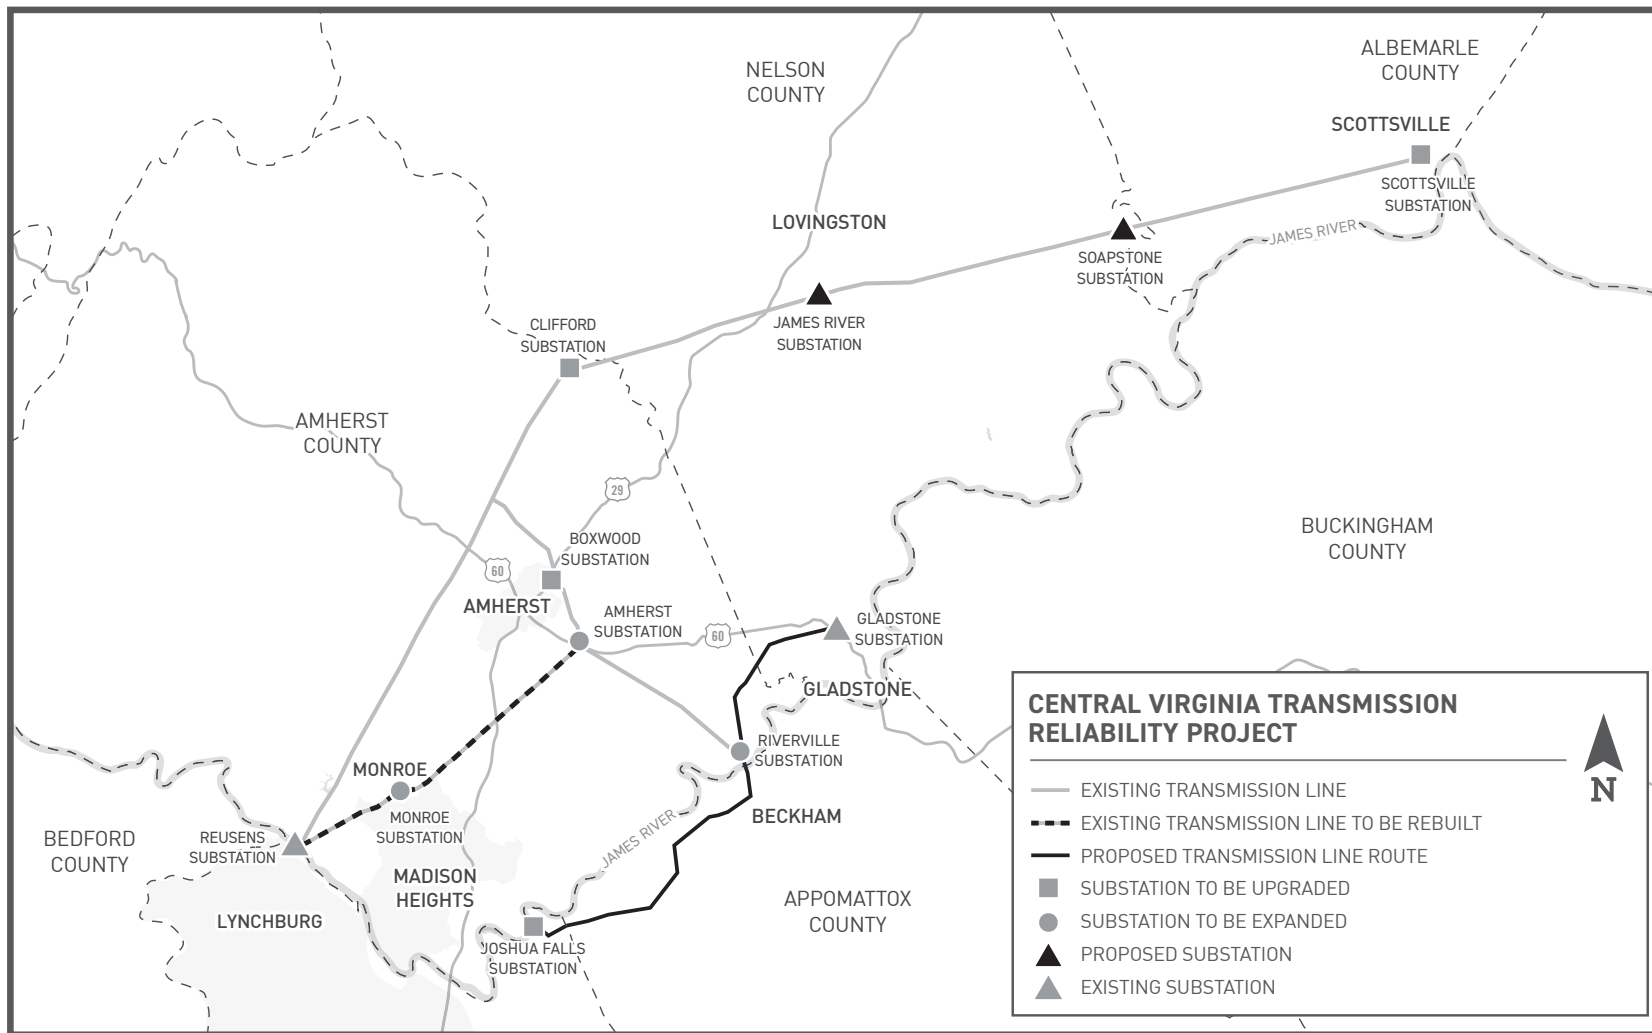 NELSON
COUNTY
ALBEMARLE
COUNTY
SCOTTSVILLE
SCOTTSVILLE
SUBSTATION
LOVINGSTON
JAMES RIVER
SOAPSTONE
SUBSTATION
JAMES RIVER
SUBSTATION
CLIFFORD
SUBSTATION
AMHERST
COUNTY
29
BUCKINGHAM
COUNTY
BOXWOOD
SUBSTATION
60
AMHERST
AMHERST
SUBSTATION
60
GLADSTONE
SUBSTATION
GLADSTONE
RIVERVILLE
SUBSTATION
MONROE
MONROE
SUBSTATION
BECKHAM
REUSENS
SUBSTATION
BEDFORD
COUNTY
JAMES RIVER
MADISON
HEIGHTS
LYNCHBURG
APPOMATTOX
COUNTY
JOSHUA FALLS
SUBSTATION
CENTRAL VIRGINIA TRANSMISSION
RELIABILITY PROJECT
N
EXISTING TRANSMISSION LINE
EXISTING TRANSMISSION LINE TO BE REBUILT
PROPOSED TRANSMISSION LINE ROUTE
SUBSTATION TO BE UPGRADED
SUBSTATION TO BE EXPANDED
PROPOSED SUBSTATION
EXISTING SUBSTATION